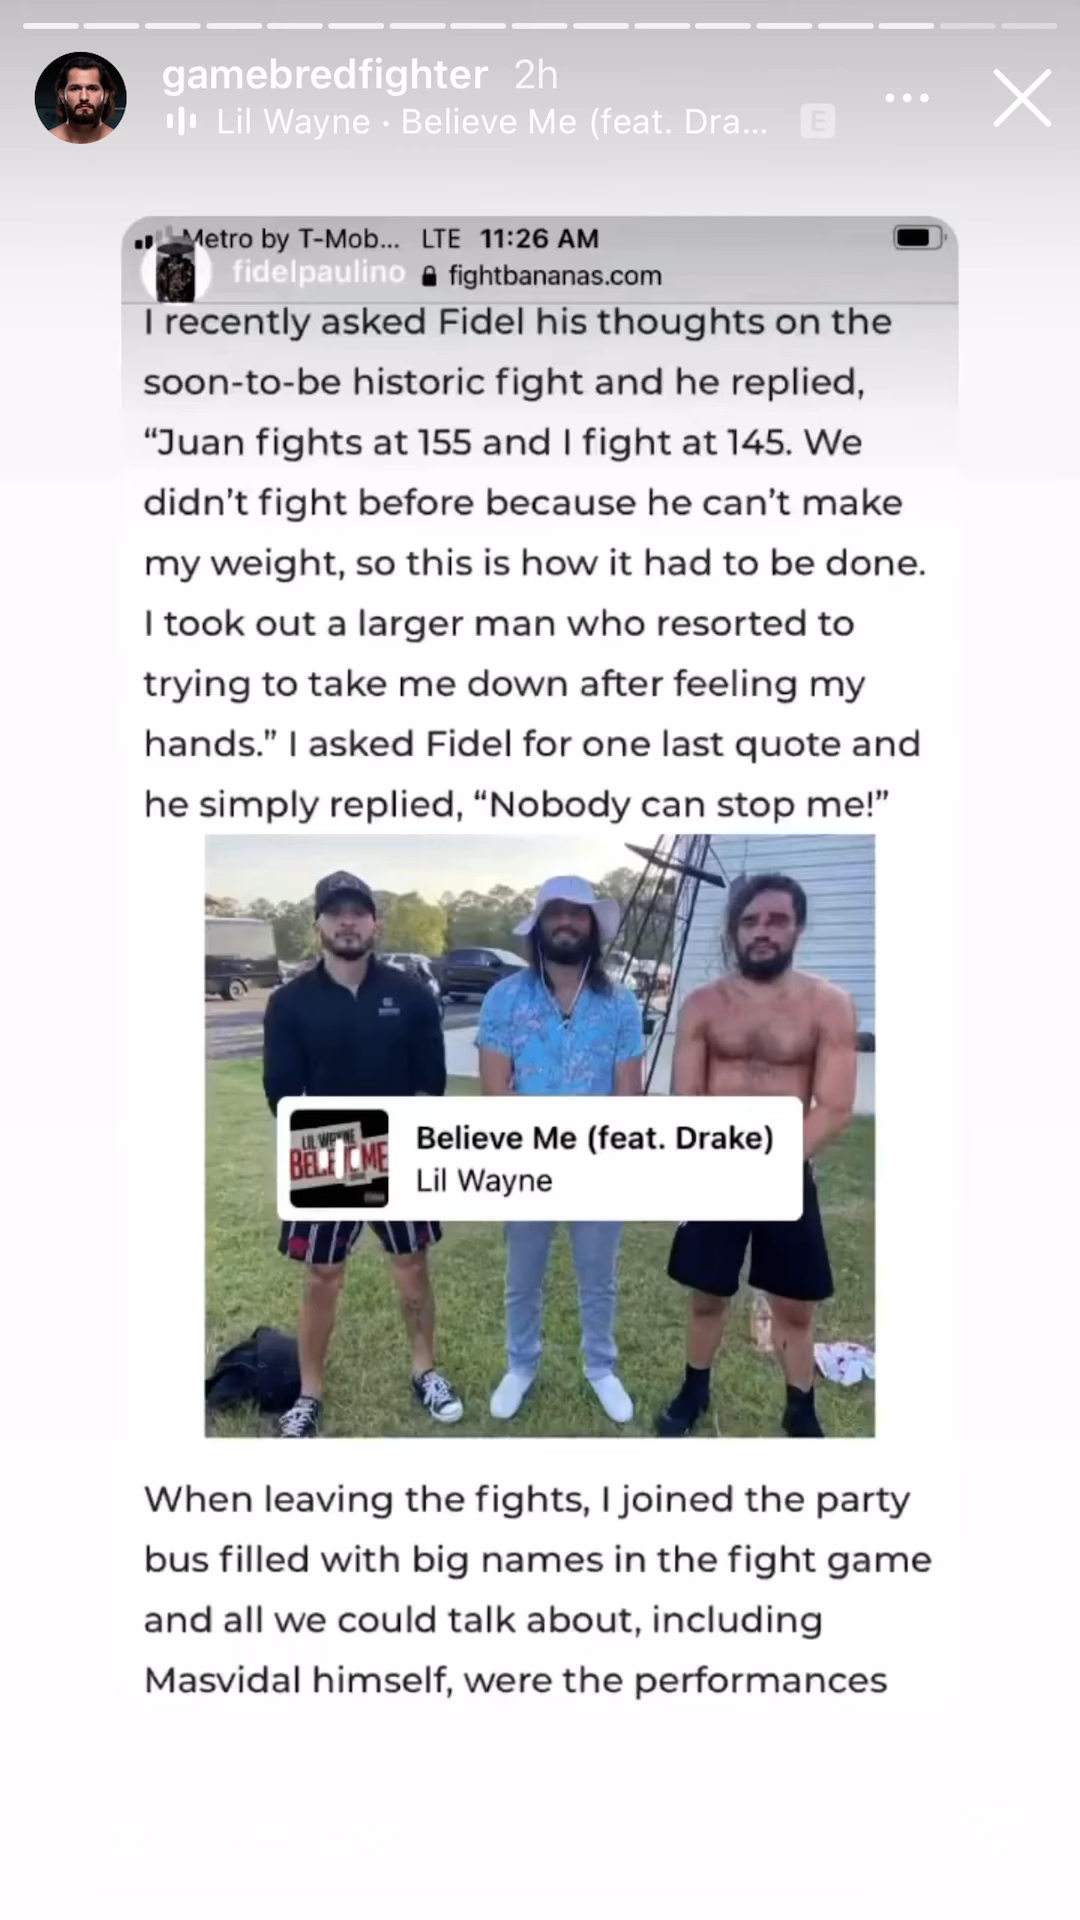 gamebredfighter 2h
Lil Wayne • Believe Me (feat. Dra... E
Metro by T-Mob... LTE 11:26 AM
fidelpaulino fightbananas.com
I recently asked Fidel his thoughts on the
soon-to-be historic fight and he replied,
“Juan fights at 155 and I fight at 145. We
didn’t fight before because he can’t make
my weight, so this is how it had to be done.
I took out a larger man who resorted to
trying to take me down after feeling my
hands.” I asked Fidel for one last quote and
he simply replied, “Nobody can stop me!”
LIL WAYNE
BELIEVE ME
Believe Me (feat. Drake)
Lil Wayne
When leaving the fights, I joined the party
bus filled with big names in the fight game
and all we could talk about, including
Masvidal himself, were the performances